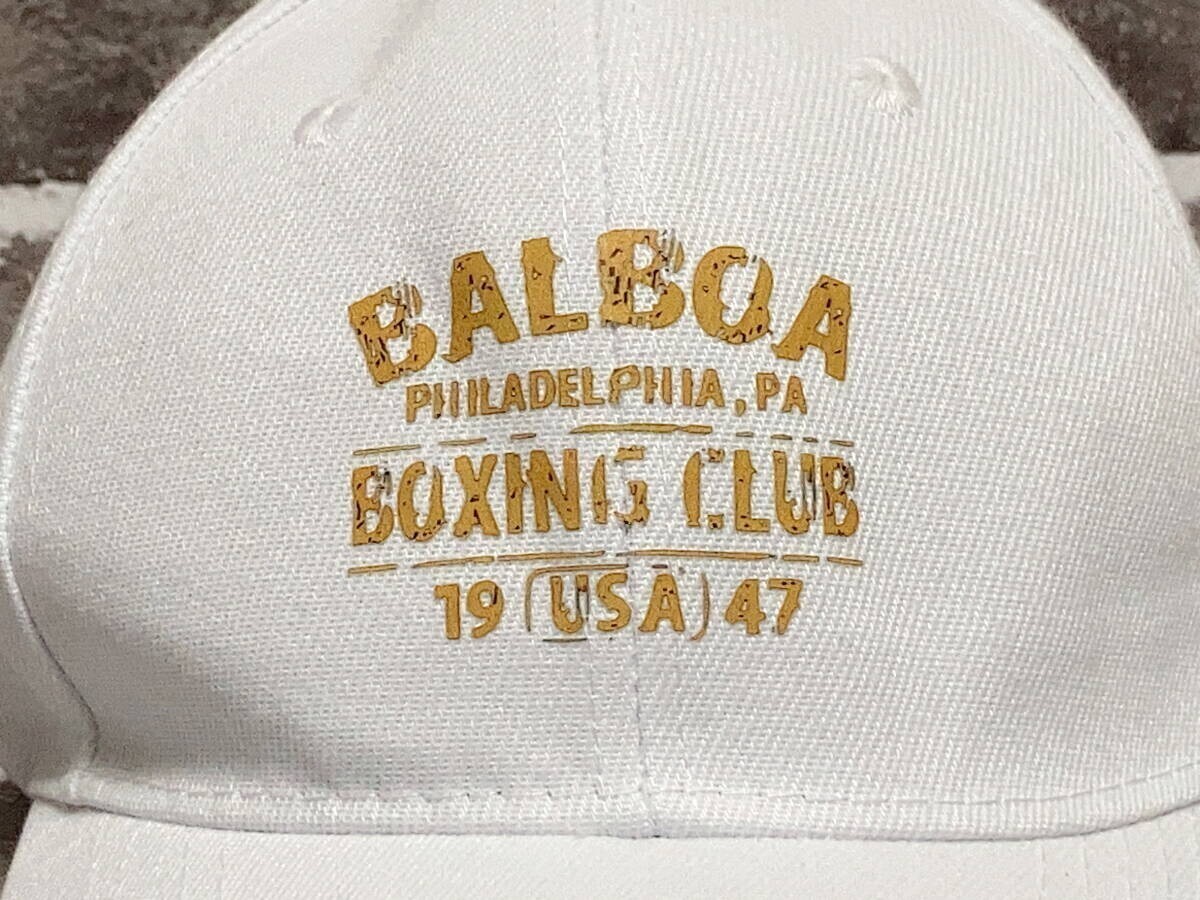 BALBOA
PHILADELPHIA, PA
BOXING CLUB
19 (USA) 47